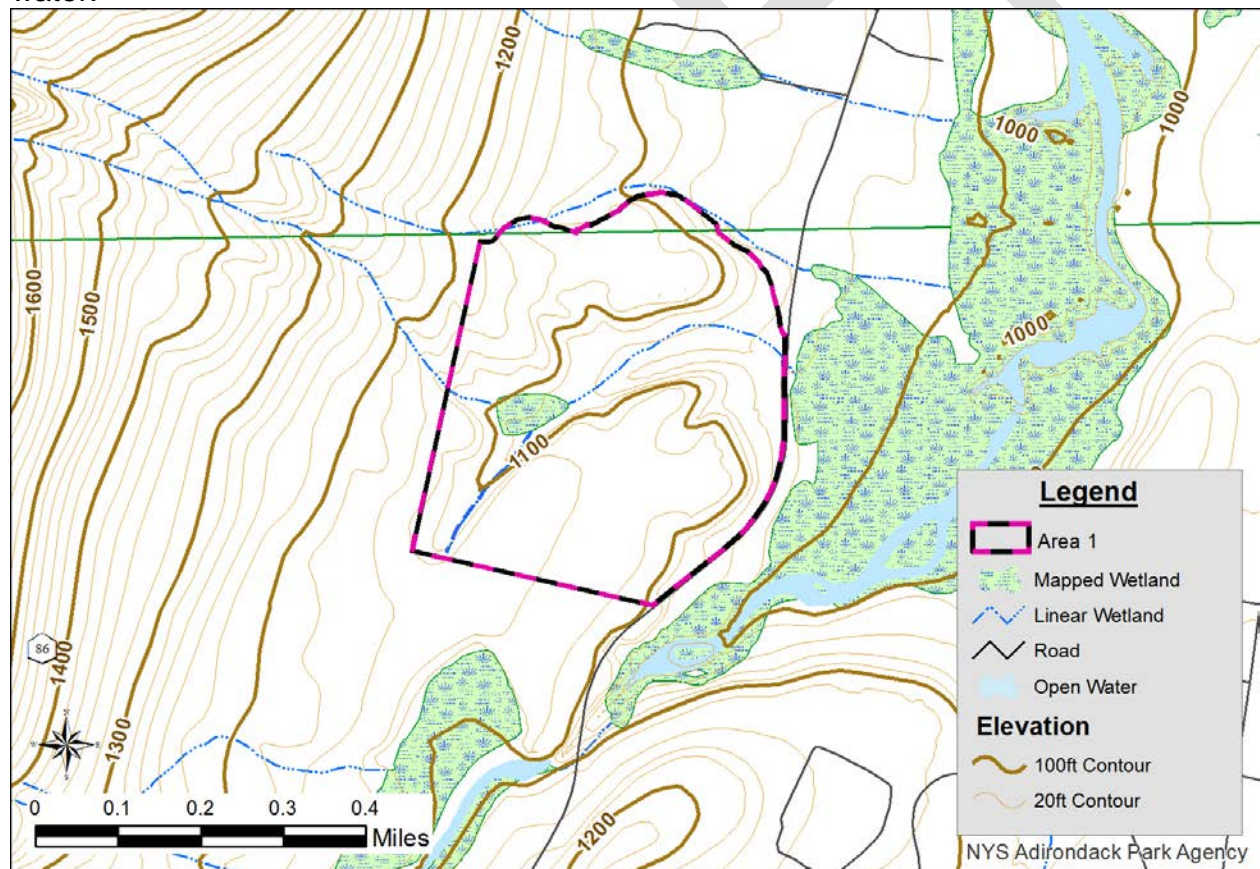 water.
1200
1000
1000
1600
1500
1000
1100
86
1400
1300
1200
0 0.1 0.2 0.3 0.4
Miles
Legend
Area 1
Mapped Wetland
Linear Wetland
Road
Open Water
Elevation
100ft Contour
20ft Contour
NYS Adirondack Park Agency